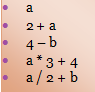 • a
• 2 + a
• 4 – b
• a * 3 + 4
• a / 2 + b